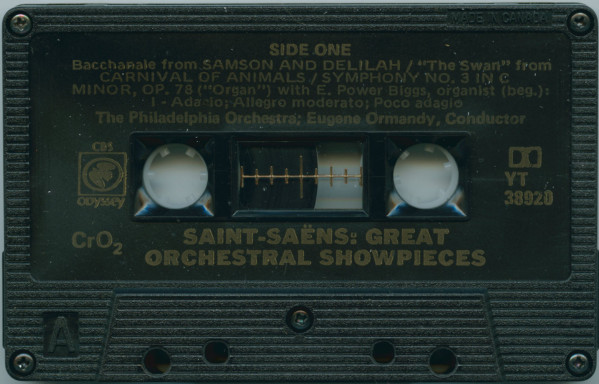 MADE IN CANADA
SIDE ONE
Bacchanale from SAMSON AND DELILAH / "The Swan" from
CARNIVAL OF ANIMALS / SYMPHONY NO. 3 IN C
MINOR, OP. 78 ("Organ") with E. Power Biggs, organist (beg.):
I - Adagio; Allegro moderato; Poco adagio
The Philadelphia Orchestra; Eugene Ormandy, Conductor
CBS
ODYSSEY
YT
38920
CrO2
SAINT-SAËNS: GREAT
ORCHESTRAL SHOWPIECES
A